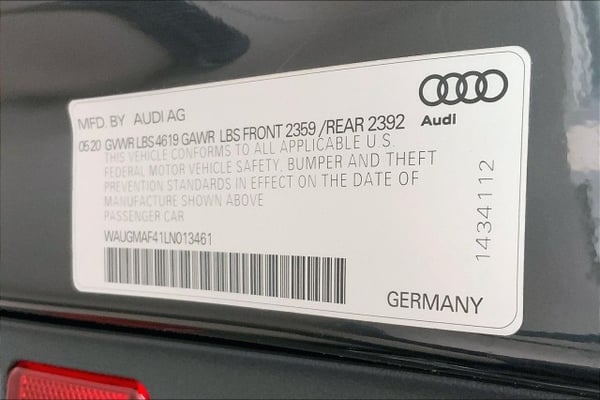 MFD. BY AUDI AG
Audi
05 20 GVWR LBS 4619 GAWR LBS FRONT 2359 / REAR 2392
THIS VEHICLE CONFORMS TO ALL APPLICABLE U.S.
FEDERAL MOTOR VEHICLE SAFETY, BUMPER AND THEFT
PREVENTION STANDARDS IN EFFECT ON THE DATE OF
MANUFACTURE SHOWN ABOVE
PASSENGER CAR
WAUGMAF41LN013461
GERMANY
1434112